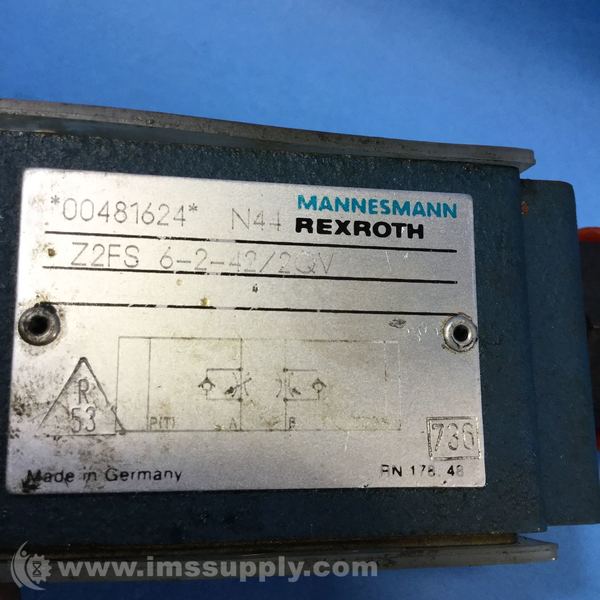 *00481624* N44 MANNESMANN
REXROTH
Z2FS 6-2-42/2QV
R
53
P(T) A B
736
Made in Germany RN 178.48
www.imssupply.com